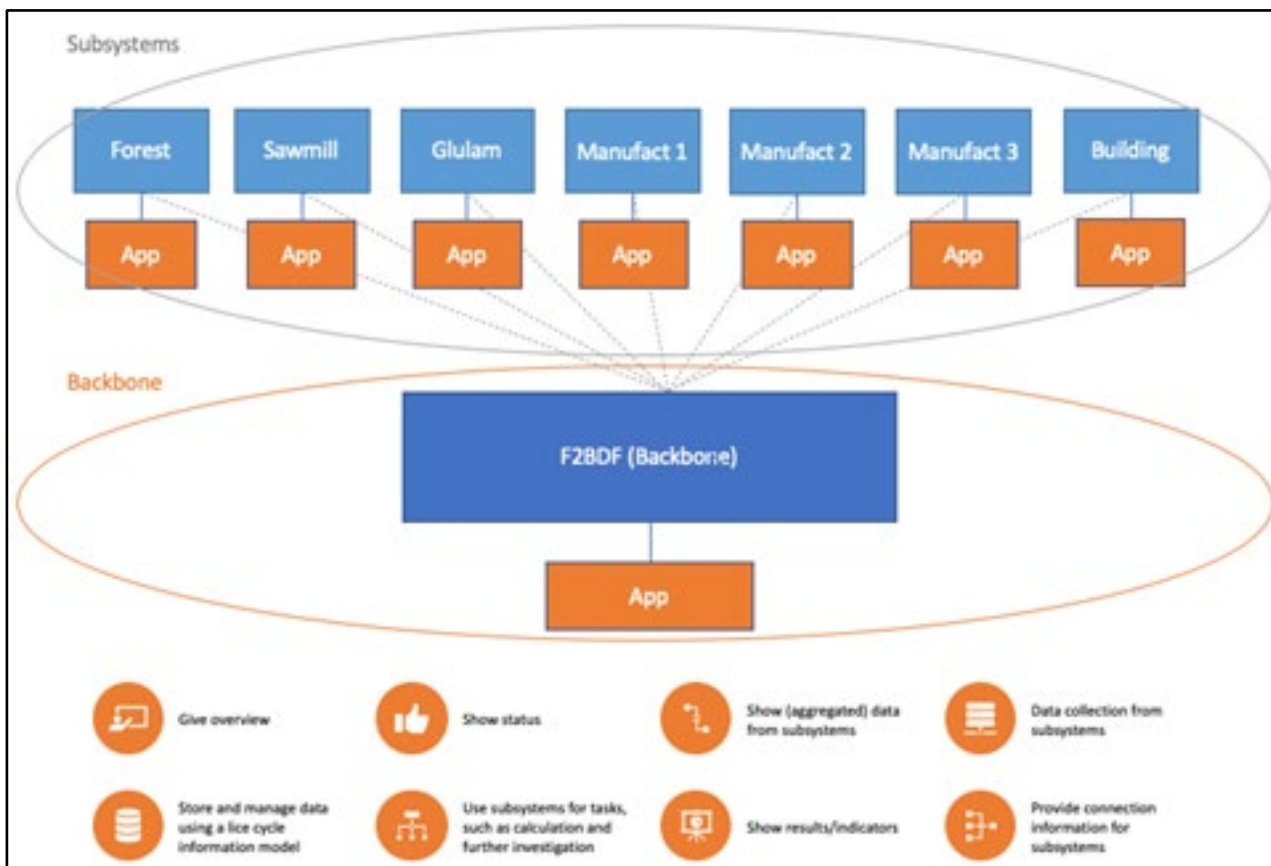 Subsystems
Forest
Sawmill
Glulam
Manufact 1
Manufact 2
Manufact 3
Building
App
App
App
App
App
App
App
Backbone
F2BDF (Backbone)
App
Give overview
Show status
Show (aggregated) data
from subsystems
Data collection from
subsystems
Store and manage data
using a lice cycle
information model
Use subsystems for tasks,
such as calculation and
further investigation
Show results/indicators
Provide connection
information for
subsystems